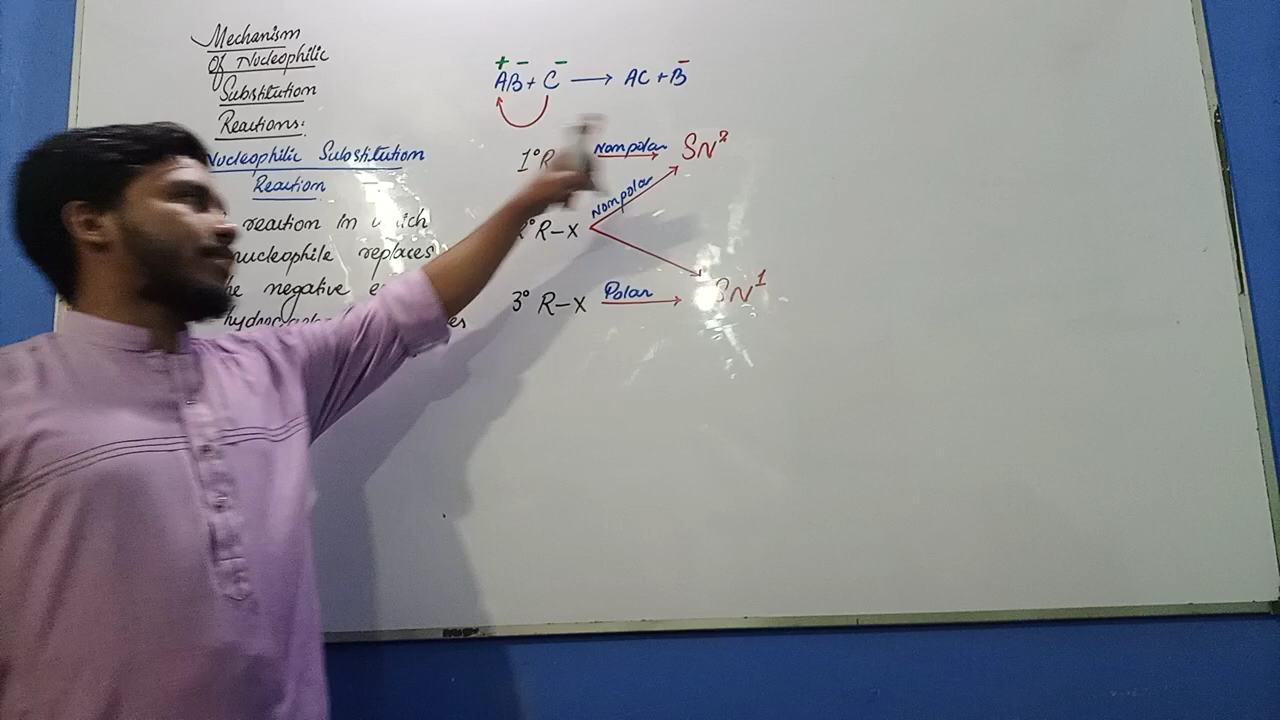 Mechanism
of Nucleophilic
Substitution
Reactions:
Nucleophilic Substitution
Reaction
reaction in which
nucleophile replaces
negative
+ - -  -
AB + C → AC + B
1° R Nonpolar → SN2
Nonpolar
2° R-X
3° R-X Polar → SN1